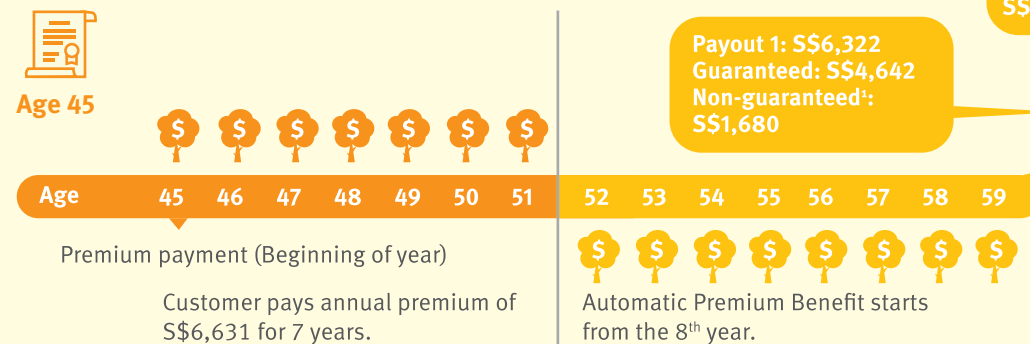 S$
Payout 1: S$6,322
Guaranteed: S$4,642
Non-guaranteed¹:
S$1,680
Age 45
$ $ $ $ $ $ $
Age 45 46 47 48 49 50 51 52 53 54 55 56 57 58 59
$ $ $ $ $ $ $ $
Premium payment (Beginning of year)
Customer pays annual premium of
S$6,631 for 7 years.
Automatic Premium Benefit starts
from the 8th year.